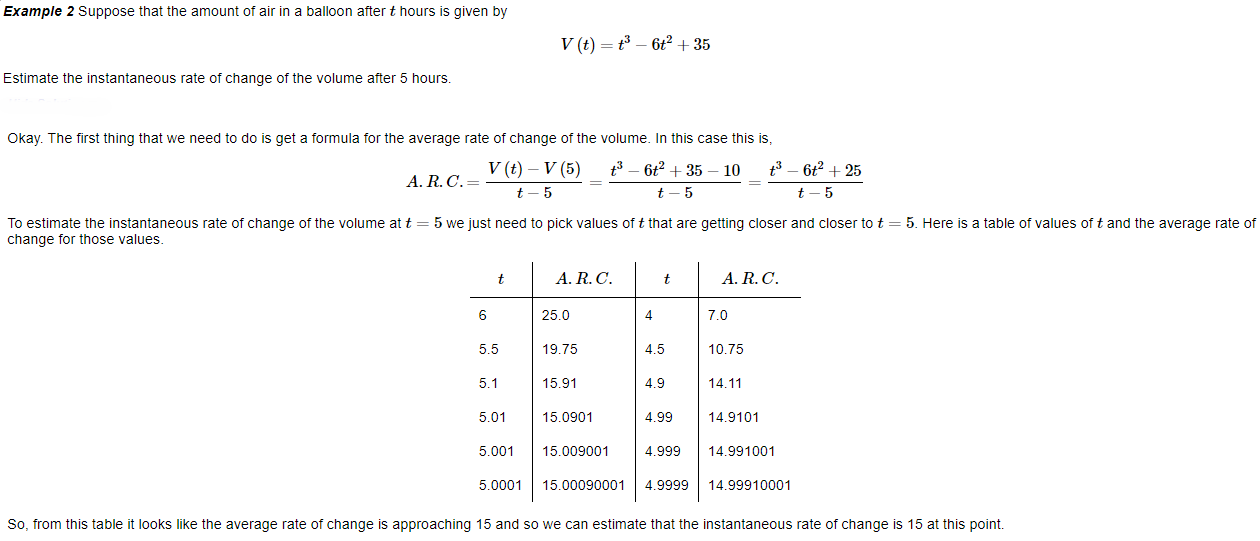 Example 2 Suppose that the amount of air in a balloon after t hours is given by
V (t) = t³ − 6t² + 35
Estimate the instantaneous rate of change of the volume after 5 hours.
Okay. The first thing that we need to do is get a formula for the average rate of change of the volume. In this case this is,
A. R. C. = \frac{V (t) − V (5)}{t − 5} = \frac{t³ − 6t² + 35 − 10}{t − 5} = \frac{t³ − 6t² + 25}{t − 5}
To estimate the instantaneous rate of change of the volume at t = 5 we just need to pick values of t that are getting closer and closer to t = 5. Here is a table of values of t and the average rate of
change for those values.
t A. R. C. t A. R. C.
6 25.0 4 7.0
5.5 19.75 4.5 10.75
5.1 15.91 4.9 14.11
5.01 15.0901 4.99 14.9101
5.001 15.009001 4.999 14.991001
5.0001 15.00090001 4.9999 14.99910001
So, from this table it looks like the average rate of change is approaching 15 and so we can estimate that the instantaneous rate of change is 15 at this point.